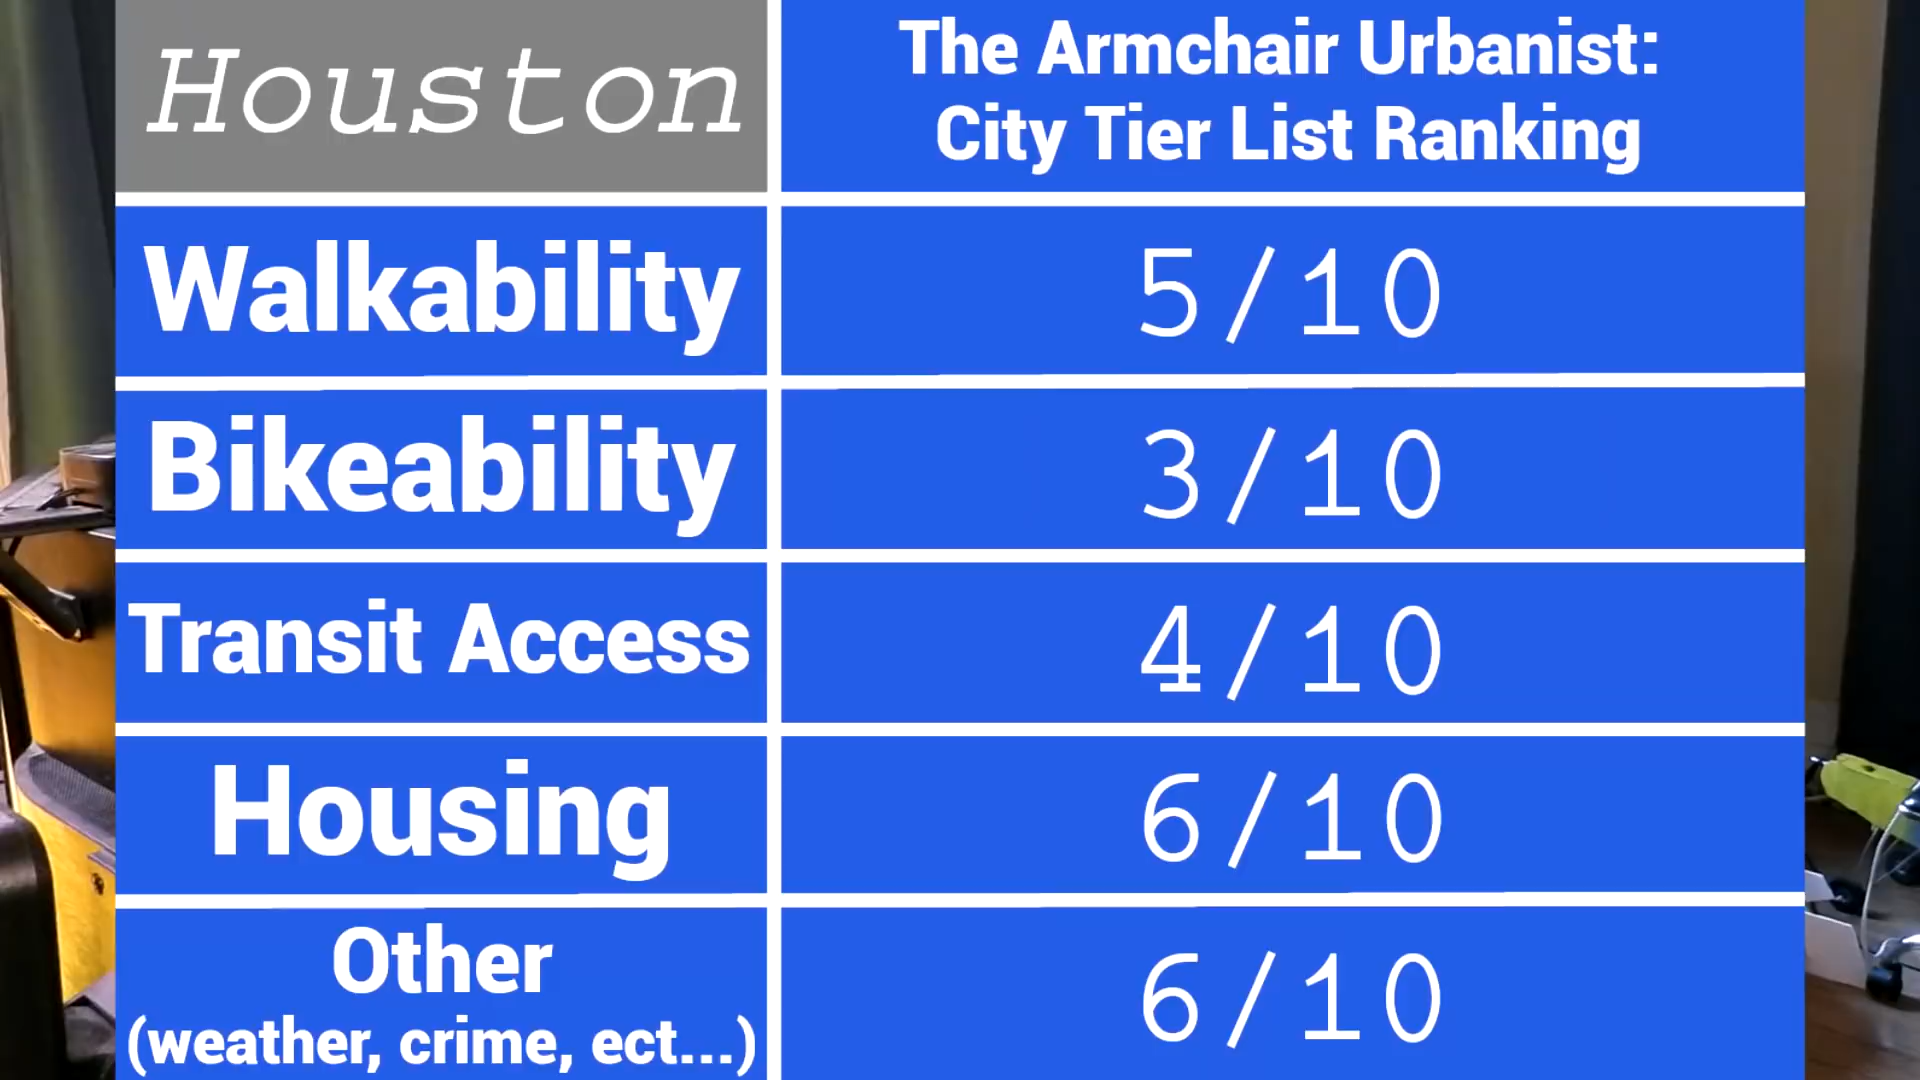 Houston
The Armchair Urbanist:
City Tier List Ranking
Walkability
5/10
Bikeability
3/10
Transit Access
4/10
Housing
6/10
Other
(weather, crime, ect...)
6/10